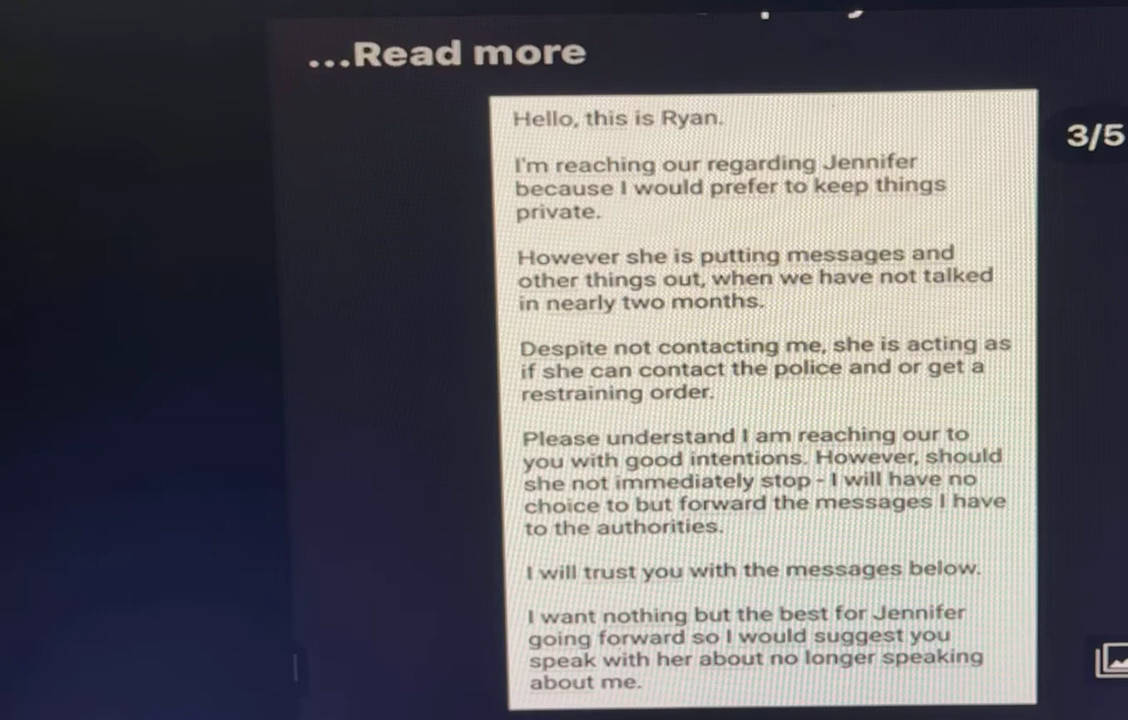 ...Read more
3/5
Hello, this is Ryan.
I'm reaching our regarding Jennifer
because I would prefer to keep things
private.
However she is putting messages and
other things out, when we have not talked
in nearly two months.
Despite not contacting me, she is acting as
if she can contact the police and or get a
restraining order.
Please understand I am reaching our to
you with good intentions. However, should
she not immediately stop - I will have no
choice to but forward the messages I have
to the authorities.
I will trust you with the messages below.
I want nothing but the best for Jennifer
going forward so I would suggest you
speak with her about no longer speaking
about me.